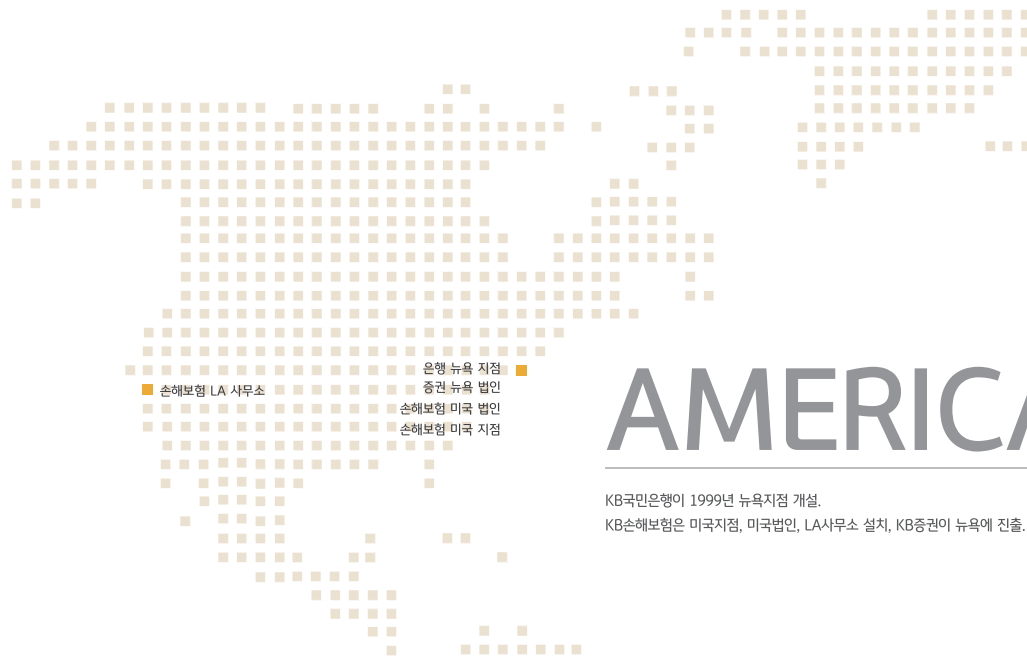 은행 뉴욕 지점
증권 뉴욕 법인
손해보험 LA 사무소
손해보험 미국 법인
손해보험 미국 지점
AMERICA
KB국민은행이 1999년 뉴욕지점 개설.
KB손해보험은 미국지점, 미국법인, LA사무소 설치, KB증권이 뉴욕에 진출.